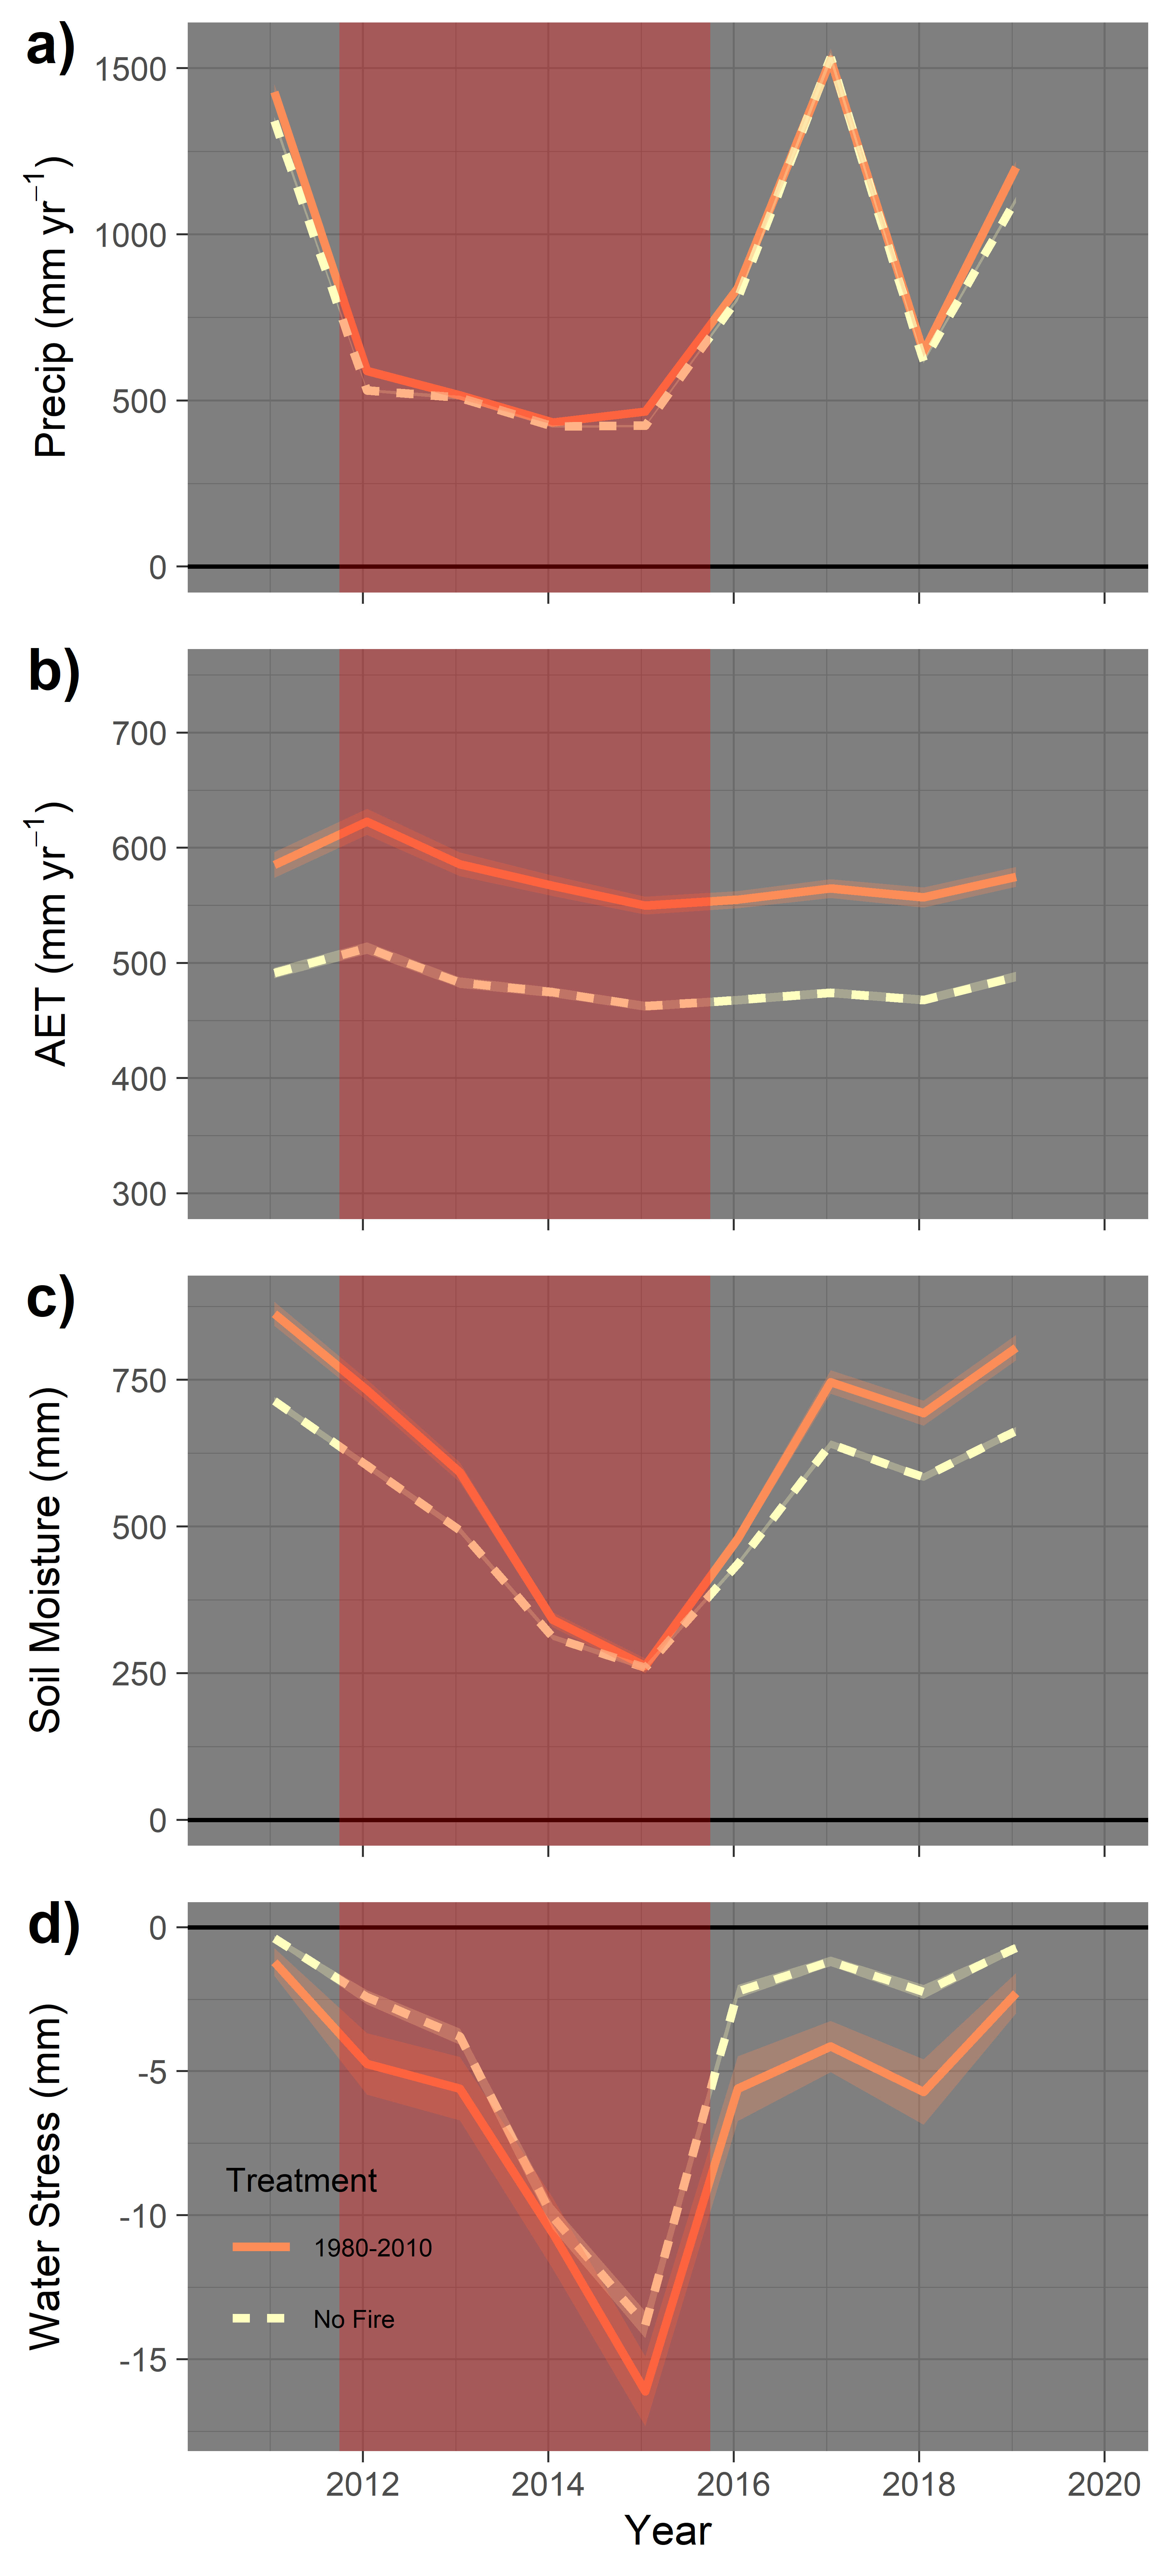 a)
Precip (mm yr−1)
1500
1000
500
0
b)
AET (mm yr−1)
700
600
500
400
300
c)
Soil Moisture (mm)
750
500
250
0
d)
Water Stress (mm)
0
-5
-10
-15
Treatment
1980-2010
No Fire
2012 2014 2016 2018 2020
Year